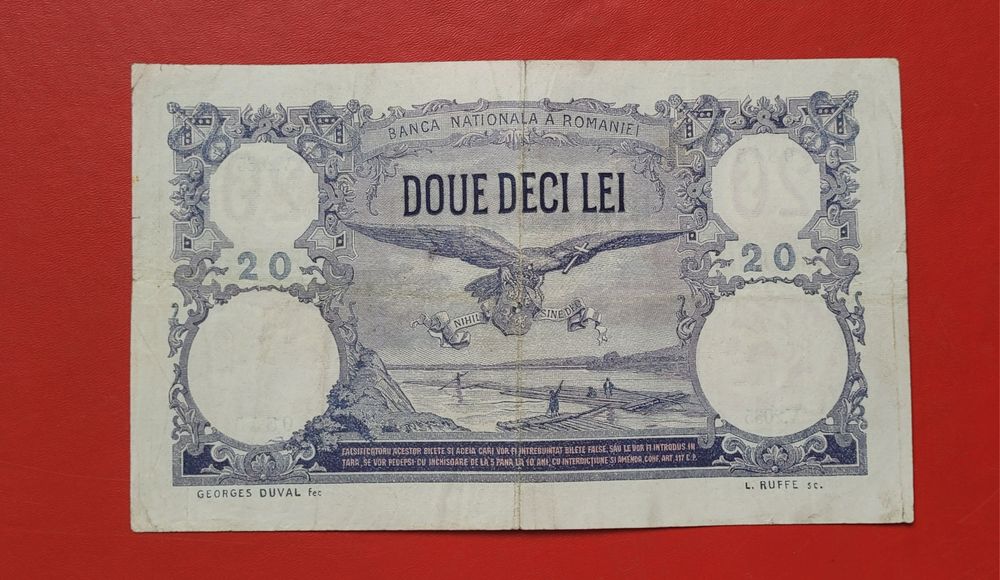 BANCA NATIONALA A ROMANIEI
DOUE DECI LEI
20
20
NIHIL SINE DEO
FALSIFICATORII ACESTOR BILETE SI ACEIA CARI VOR FI INTREBUINTAT BILETE FALSE, SAU LE VOR FI INTRODUS IN
TARA, SE VOR PEDEPSI CU INCHISOARE DE LA 5 PANA LA 10 ANI, CU INTERDICTIUNE SI AMENDA, CONF. ART. 117 C. P.
GEORGES DUVAL fec
L. RUFFE sc.